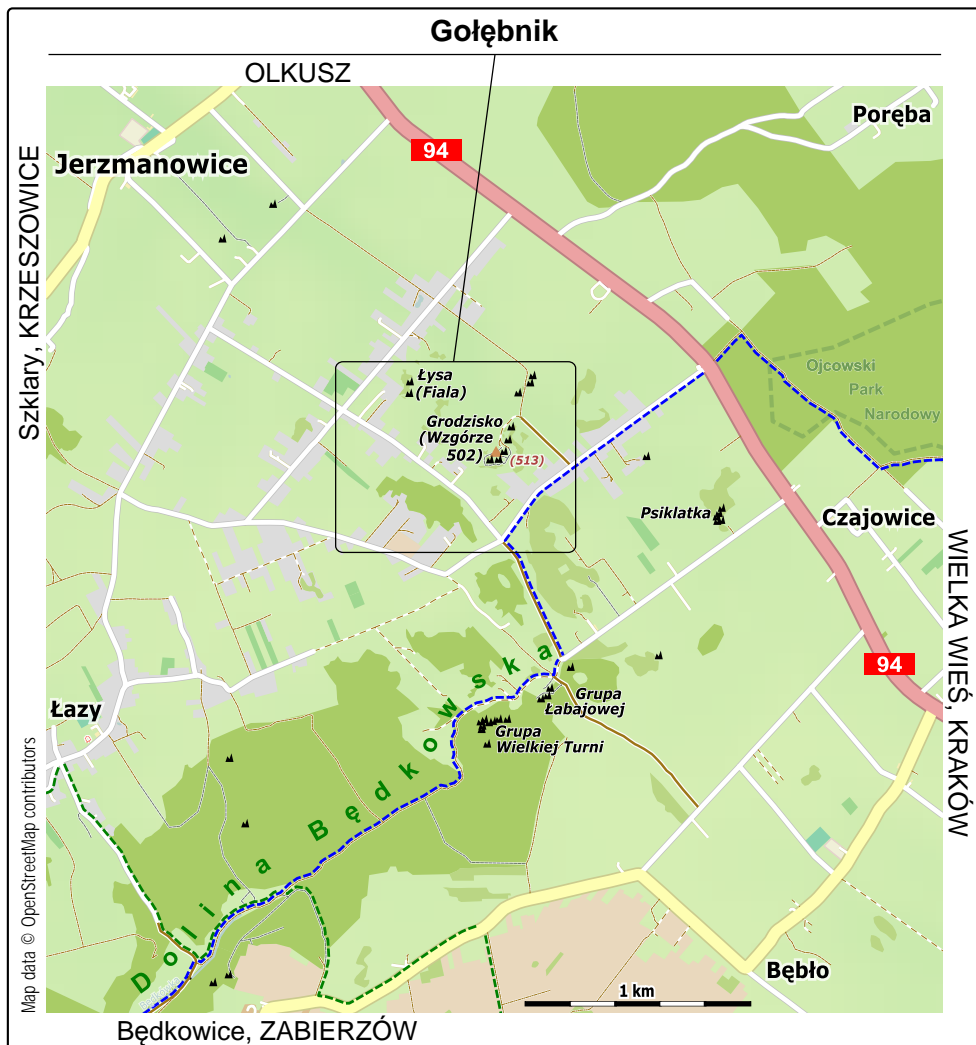 Gołębnik
OLKUSZ
Poręba
94
Jerzmanowice
Szklary, KRZESZOWICE
Łysa
(Fiala)
Ojcowski
Park
Narodowy
Grodzisko
(Wzgórze
502)
(513)
Psiklatka
Czajowice
WIELKA WIEŚ, KRAKÓW
94
Grupa
Łabajowej
Łazy
Grupa
Wielkiej Turni
Dolina Będkowska
Map data © OpenStreetMap contributors
Bębło
1 km
Będkowice, ZABIERZÓW